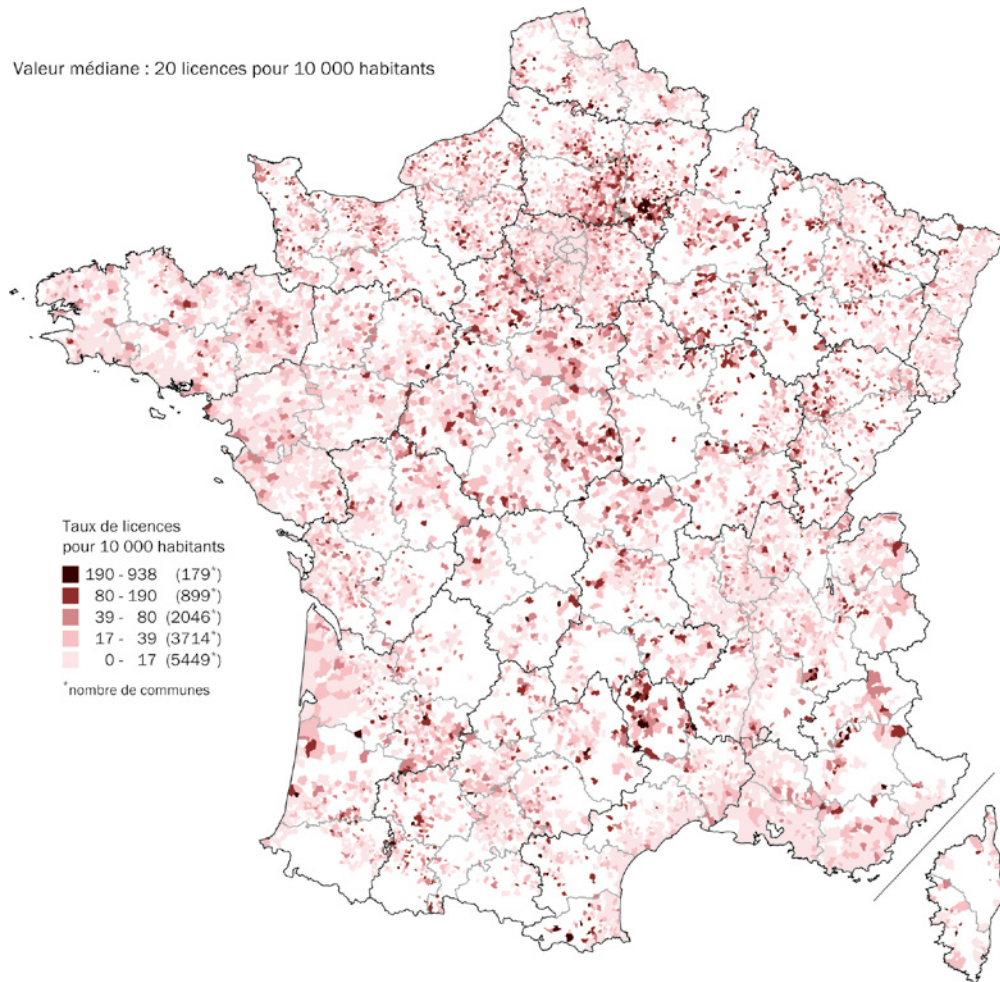 Valeur médiane : 20 licences pour 10 000 habitants
Taux de licences
pour 10 000 habitants
190 - 938 (179*)
80 - 190 (899*)
39 - 80 (2046*)
17 - 39 (3714*)
0 - 17 (5449*)
*nombre de communes